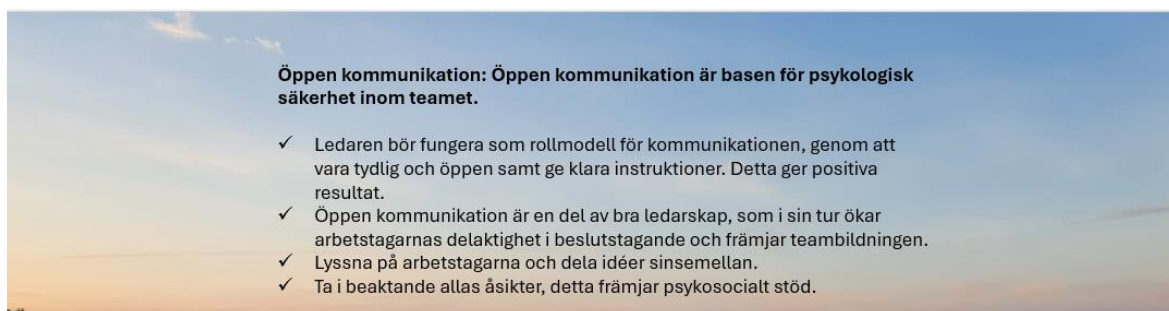 Öppen kommunikation: Öppen kommunikation är basen för psykologisk
säkerhet inom teamet.
✓ Ledaren bör fungera som rollmodell för kommunikationen, genom att
vara tydlig och öppen samt ge klara instruktioner. Detta ger positiva
resultat.
✓ Öppen kommunikation är en del av bra ledarskap, som i sin tur ökar
arbetstagarnas delaktighet i beslutstagande och främjar teambildningen.
✓ Lyssna på arbetstagarna och dela idéer sinsemellan.
✓ Ta i beaktande allas åsikter, detta främjar psykosocialt stöd.